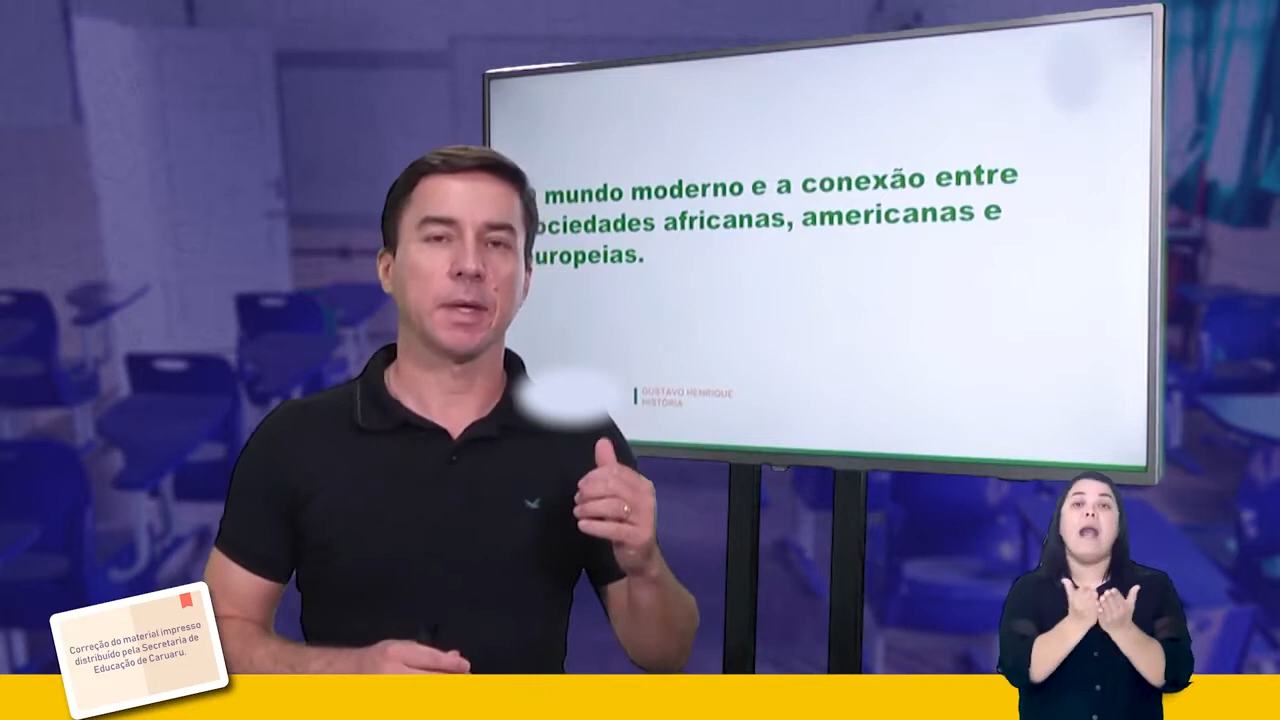 mundo moderno e a conexão entre
ociedades africanas, americanas e
uropeias.
GUSTAVO HENRIQUE
HISTÓRIA
Correção do material impresso
distribuído pela Secretaria de
Educação de Caruaru.